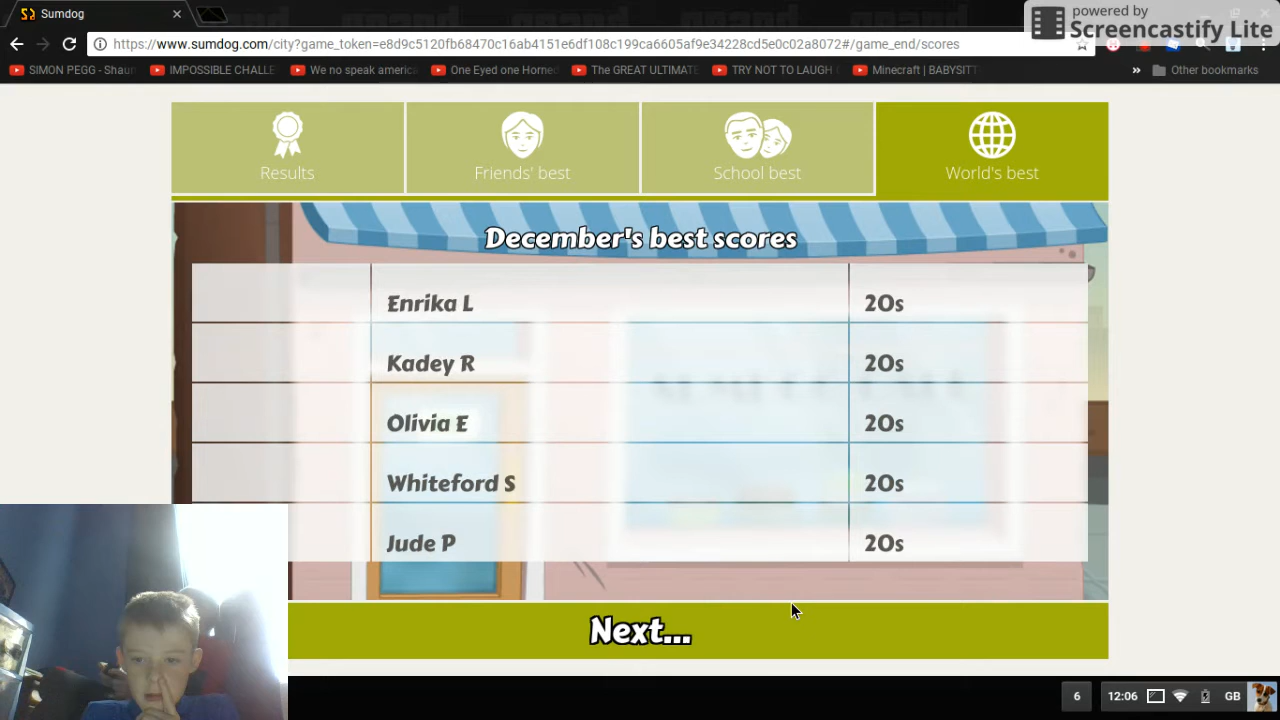 powered by
Screencastify Lite
Sumdog
https://www.sumdog.com/city?game_token=e8d9c5120fb68470c16ab4151e6df108c199ca6605af9e34228cd5e0c02a8072#/game_end/scores
SIMON PEGG - Shaun
IMPOSSIBLE CHALLE
We no speak america
One Eyed one Horned
The GREAT ULTIMATE
TRY NOT TO LAUGH
Minecraft | BABYSITT
» Other bookmarks
Results
Friends' best
School best
World's best
December's best scores
Enrika L 20s
Kadey R 20s
Olivia E 20s
Whiteford S 20s
Jude P 20s
Next...
6
12:06
GB